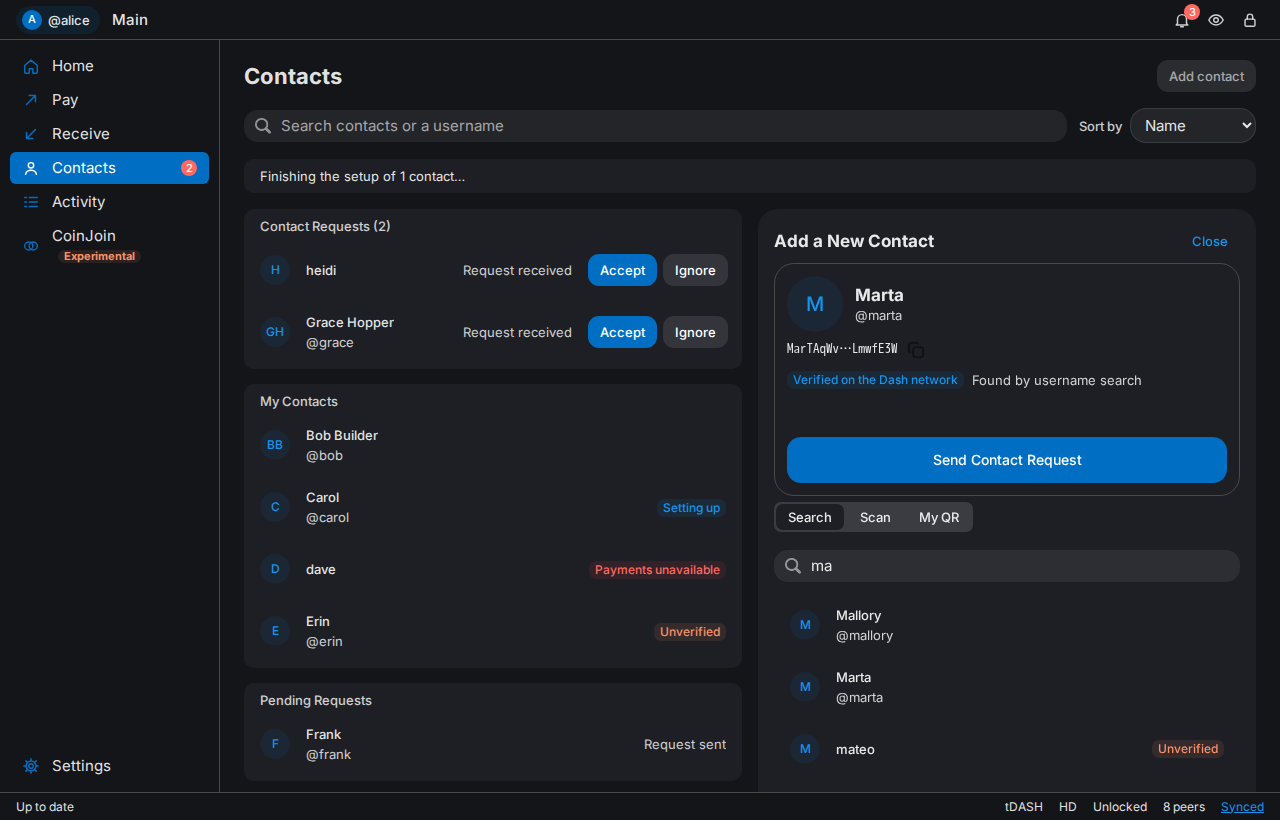 A @alice Main 3
Home
Pay
Receive
Contacts 2
Activity
CoinJoin
Experimental
Settings
Contacts
Add contact
Search contacts or a username
Sort by Name
Finishing the setup of 1 contact...
Contact Requests (2)
H heidi Request received Accept Ignore
GH Grace Hopper
@grace
Request received Accept Ignore
My Contacts
BB Bob Builder
@bob
C Carol
@carol
Setting up
D dave Payments unavailable
E Erin
@erin
Unverified
Pending Requests
F Frank
@frank
Request sent
Add a New Contact
Close
M Marta
@marta
MarTAqWv⋯LmwfE3W
Verified on the Dash network Found by username search
Send Contact Request
Search Scan My QR
ma
M Mallory
@mallory
M Marta
@marta
M mateo Unverified
Up to date
tDASH HD Unlocked 8 peers Synced